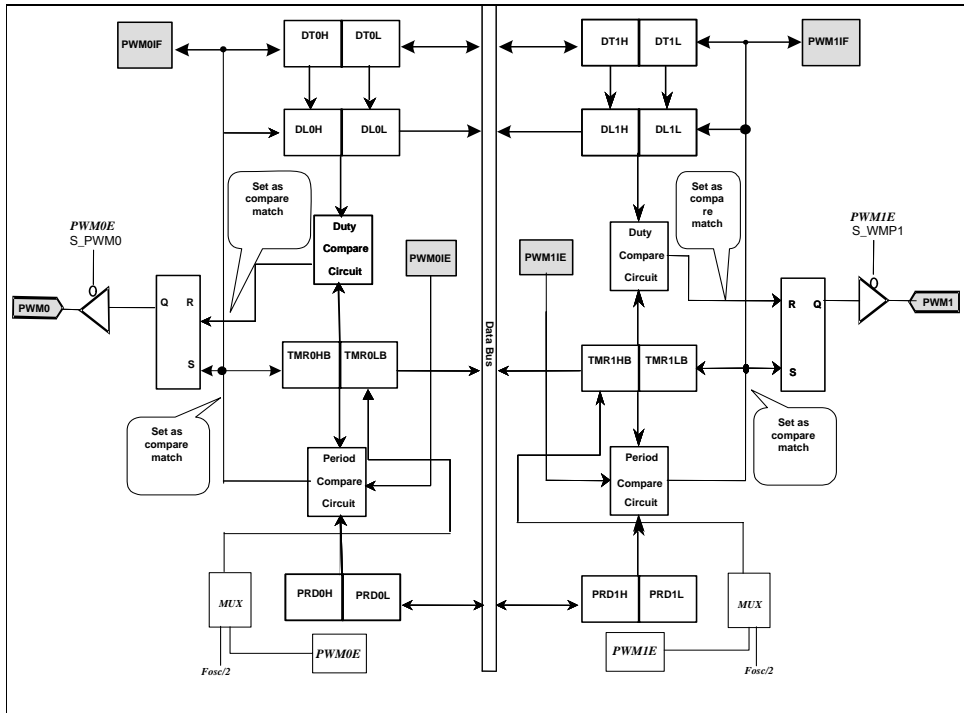 PWM0IF
DT0H DT0L
DT1H DT1L
PWM1IF
DL0H DL0L
DL1H DL1L
Set as
compare
match
Set as
compa
re
match
PWM0E
S_PWM0
Duty
Compare
Circuit
PWM0IE
PWM1IE
Duty
Compare
Circuit
PWM1E
S_WMP1
PWM0
Q R
S
R Q
S
PWM1
Data Bus
TMR0HB TMR0LB
TMR1HB TMR1LB
Set as
compare
match
Period
Compare
Circuit
Period
Compare
Circuit
Set as
compare
match
MUX
PRD0H PRD0L
PRD1H PRD1L
MUX
PWM0E
PWM1E
Fosc/2
Fosc/2